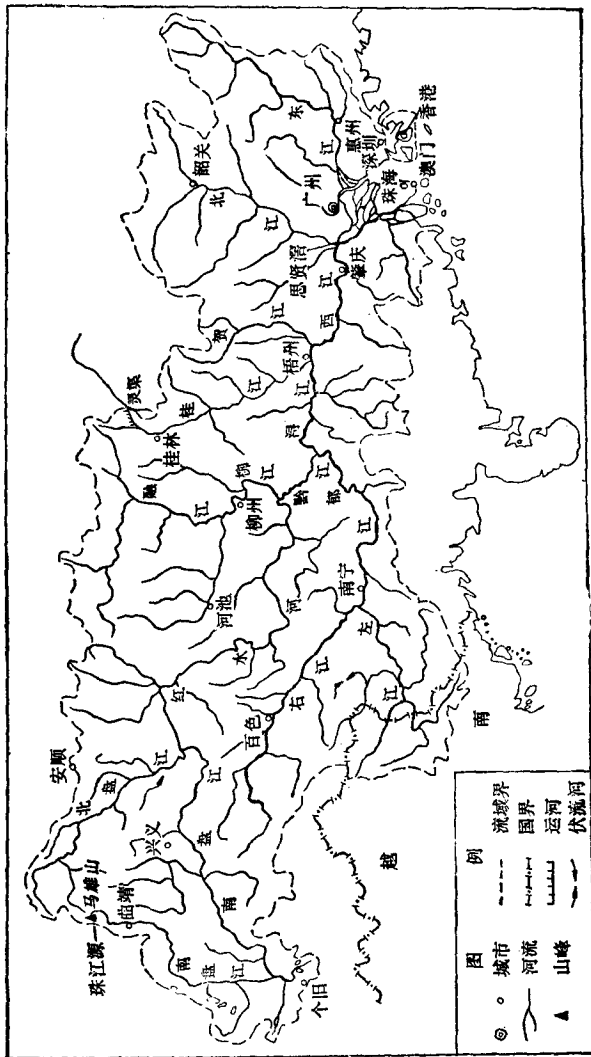 珠江源
马雄山
曲靖
南
盘
江
个旧
北
盘
江
安顺
兴义
南
盘
江
红
水
河
百色
右
江
左
江
南宁
郁
江
黔
江
河池
融
江
柳州
柳
江
灵渠
桂林
桂
江
浔
江
梧州
贺
江
西
江
肇庆
思贤滘
韶关
北
江
广州
东
江
惠州
深圳
珠海
澳门
香港
越
南
图 例
城市
河流
山峰
流域界
国界
运河
伏流河